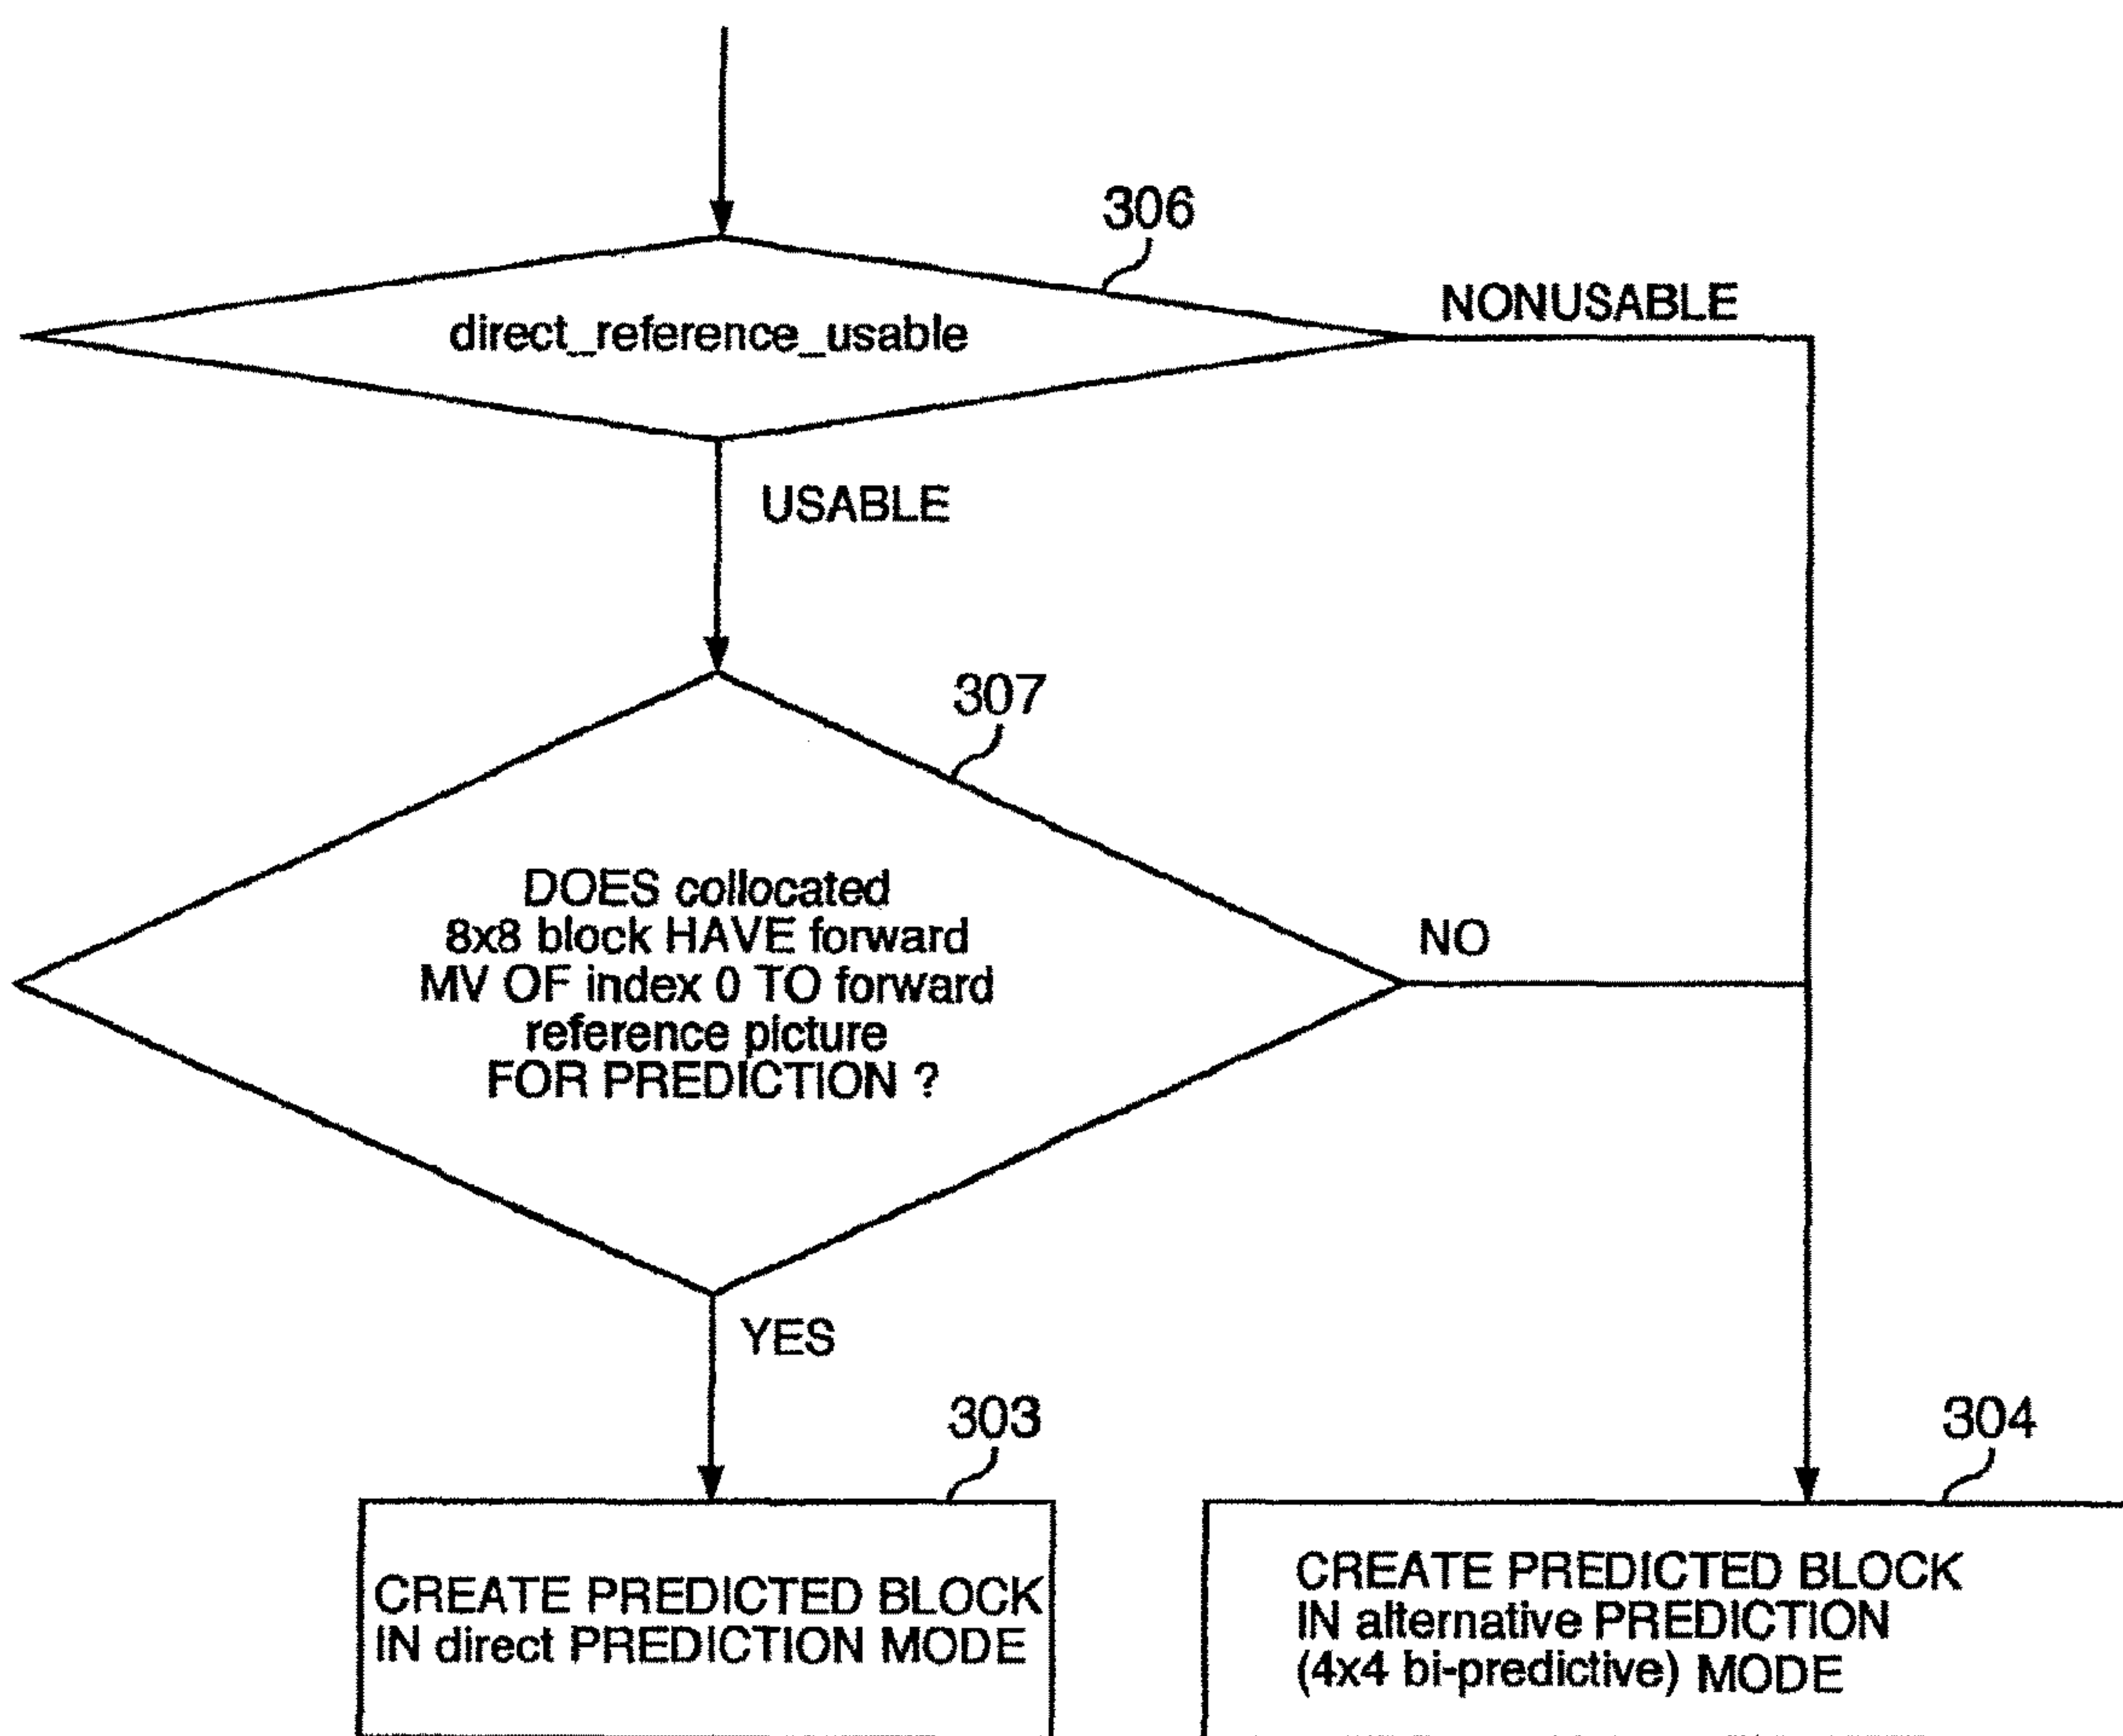 306
direct_reference_usable
NONUSABLE
USABLE
307
DOES collocated
8x8 block HAVE forward
MV OF index 0 TO forward
reference picture
FOR PREDICTION ?
NO
YES
303
304
CREATE PREDICTED BLOCK
IN direct PREDICTION MODE
CREATE PREDICTED BLOCK
IN alternative PREDICTION
(4x4 bi-predictive) MODE